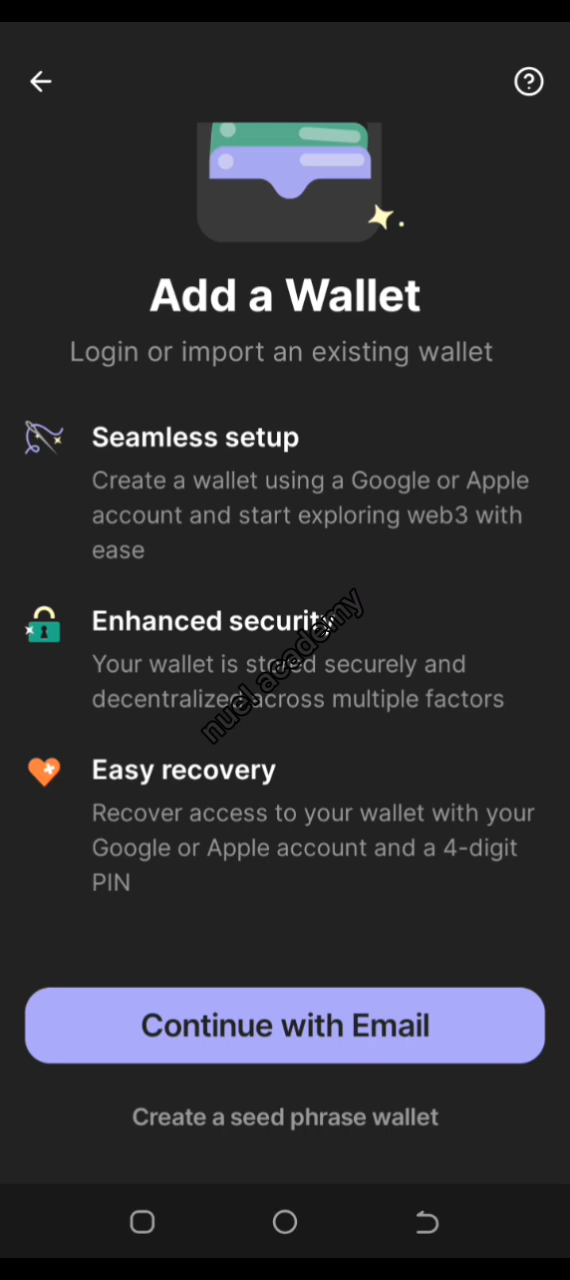 Add a Wallet
Login or import an existing wallet
Seamless setup
Create a wallet using a Google or Apple
account and start exploring web3 with
ease
Enhanced security
Your wallet is stored securely and
decentralized across multiple factors
nuel academy
Easy recovery
Recover access to your wallet with your
Google or Apple account and a 4-digit
PIN
Continue with Email
Create a seed phrase wallet